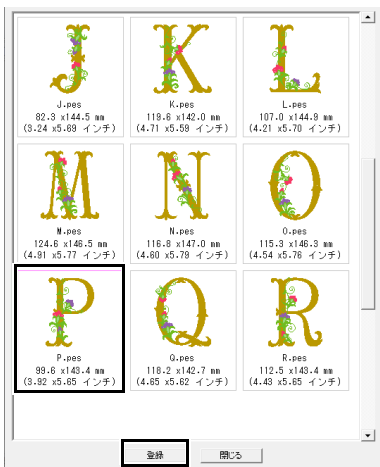 J K L
J.pes K.pes L.pes
82.3 x144.5 mm 119.6 x142.0 mm 107.0 x144.9 mm
(3.24 x5.69 インチ) (4.71 x5.59 インチ) (4.21 x5.70 インチ)
M N O
M.pes N.pes O.pes
124.6 x146.5 mm 116.8 x147.0 mm 115.3 x146.3 mm
(4.91 x5.77 インチ) (4.60 x5.79 インチ) (4.54 x5.76 インチ)
P Q R
P.pes Q.pes R.pes
99.6 x143.4 mm 118.2 x142.7 mm 112.5 x143.4 mm
(3.92 x5.65 インチ) (4.65 x5.62 インチ) (4.43 x5.65 インチ)
登録 閉じる